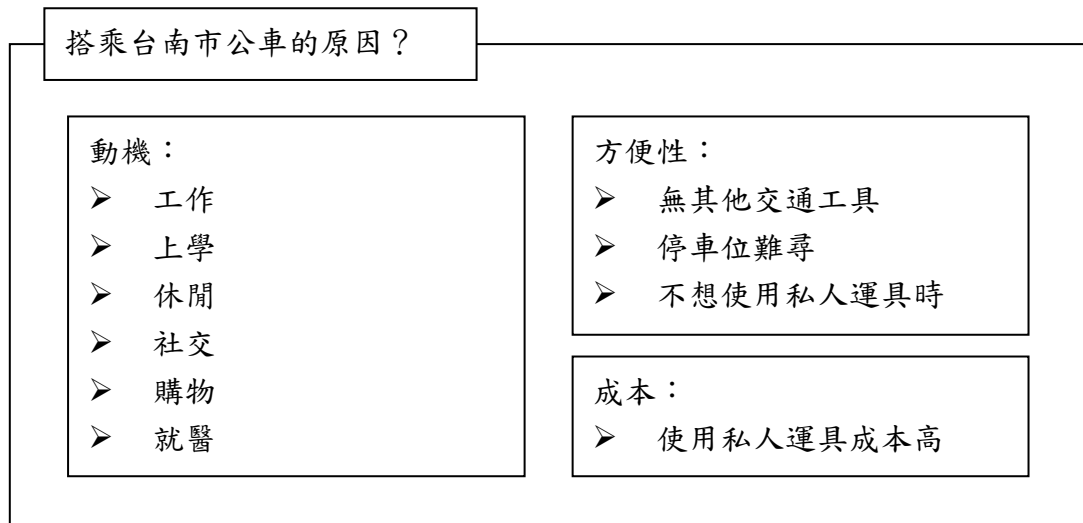 搭乘台南市公車的原因?
動機:
➢ 工作
➢ 上學
➢ 休閒
➢ 社交
➢ 購物
➢ 就醫
方便性:
➢ 無其他交通工具
➢ 停車位難尋
➢ 不想使用私人運具時
成本:
➢ 使用私人運具成本高